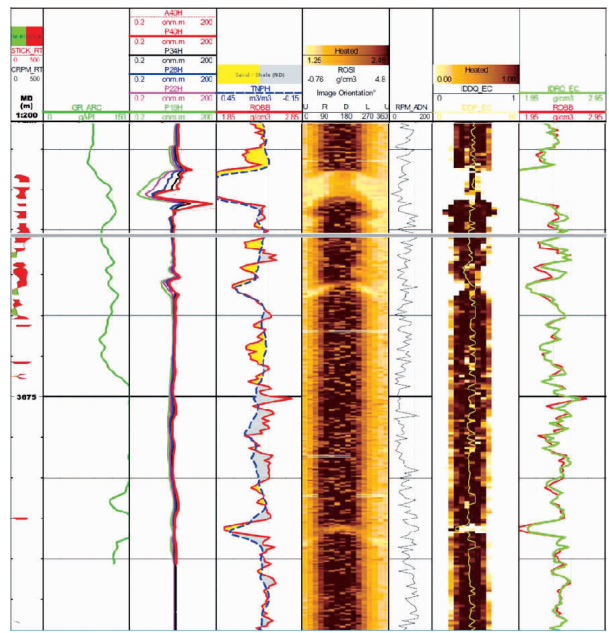 A40H
0.2 ohm.m 200
P40H
0.2 ohm.m 200
P34H
0.2 ohm.m 200
P28H
0.2 ohm.m 200
P22H
0.2 ohm.m 200
P16H
0.2 ohm.m 200
STICK_RT
0 500
CRPM_RT
0 500
MD
(m)
1:200
GR_ARC
0 gAPI 150
Sand - Shale (ND)
TNPH
0.45 m3/m3 -0.15
ROBB
1.85 g/cm3 2.85
Heated
1.25 2.45
ROSI
-0.76 g/cm3 4.8
Image Orientation°
U R D L U
0 90 180 270 360
RPM_ADN
0 200
Heated
0.00 1.00
IDDQ_EC
0 1
IDRO_EC
1.95 g/cm3 2.95
ROBB
1.95 g/cm3 2.95
3675